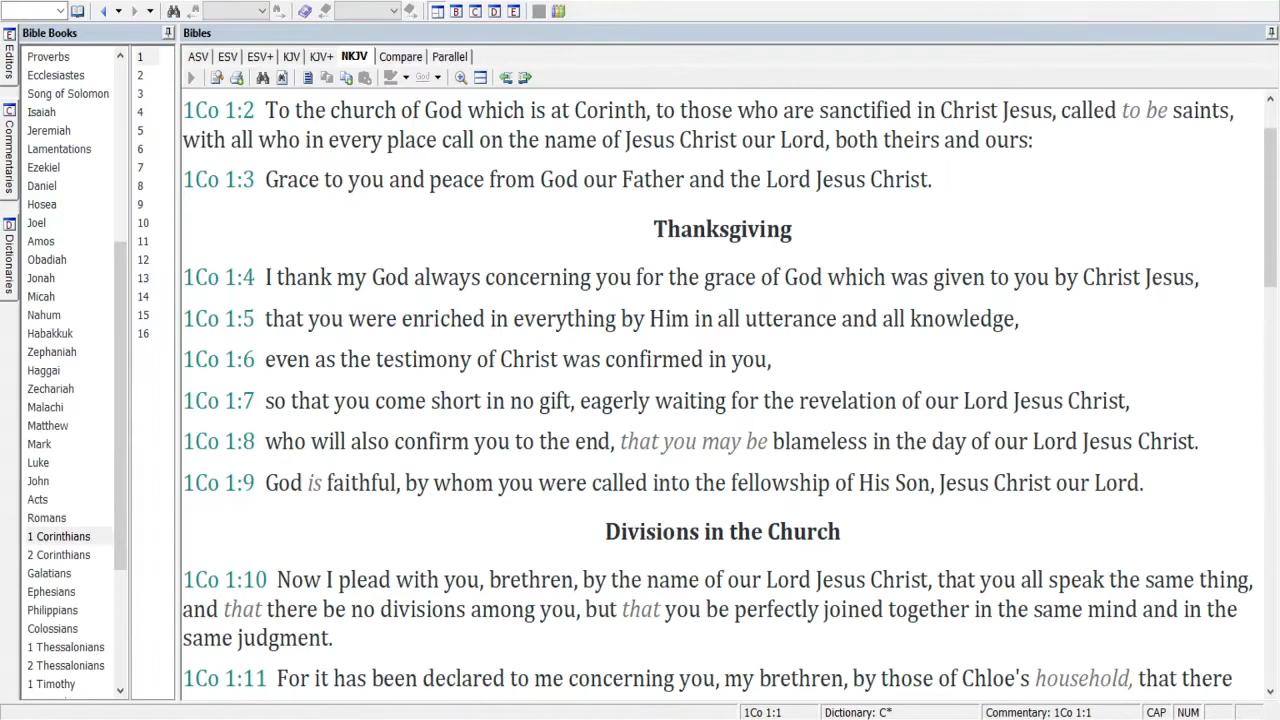 Bible Books
Bibles
Editors
Commentaries
Dictionaries
Proverbs
Ecclesiastes
Song of Solomon
Isaiah
Jeremiah
Lamentations
Ezekiel
Daniel
Hosea
Joel
Amos
Obadiah
Jonah
Micah
Nahum
Habakkuk
Zephaniah
Haggai
Zechariah
Malachi
Matthew
Mark
Luke
John
Acts
Romans
1 Corinthians
2 Corinthians
Galatians
Ephesians
Philippians
Colossians
1 Thessalonians
2 Thessalonians
1 Timothy
1
2
3
4
5
6
7
8
9
10
11
12
13
14
15
16
ASV ESV ESV+ KJV KJV+ NKJV Compare Parallel
1Co 1:2 To the church of God which is at Corinth, to those who are sanctified in Christ Jesus, called to be saints,
with all who in every place call on the name of Jesus Christ our Lord, both theirs and ours:
1Co 1:3 Grace to you and peace from God our Father and the Lord Jesus Christ.
Thanksgiving
1Co 1:4 I thank my God always concerning you for the grace of God which was given to you by Christ Jesus,
1Co 1:5 that you were enriched in everything by Him in all utterance and all knowledge,
1Co 1:6 even as the testimony of Christ was confirmed in you,
1Co 1:7 so that you come short in no gift, eagerly waiting for the revelation of our Lord Jesus Christ,
1Co 1:8 who will also confirm you to the end, that you may be blameless in the day of our Lord Jesus Christ.
1Co 1:9 God is faithful, by whom you were called into the fellowship of His Son, Jesus Christ our Lord.
Divisions in the Church
1Co 1:10 Now I plead with you, brethren, by the name of our Lord Jesus Christ, that you all speak the same thing,
and that there be no divisions among you, but that you be perfectly joined together in the same mind and in the
same judgment.
1Co 1:11 For it has been declared to me concerning you, my brethren, by those of Chloe's household, that there
1Co 1:1 Dictionary: C* Commentary: 1Co 1:1 CAP NUM